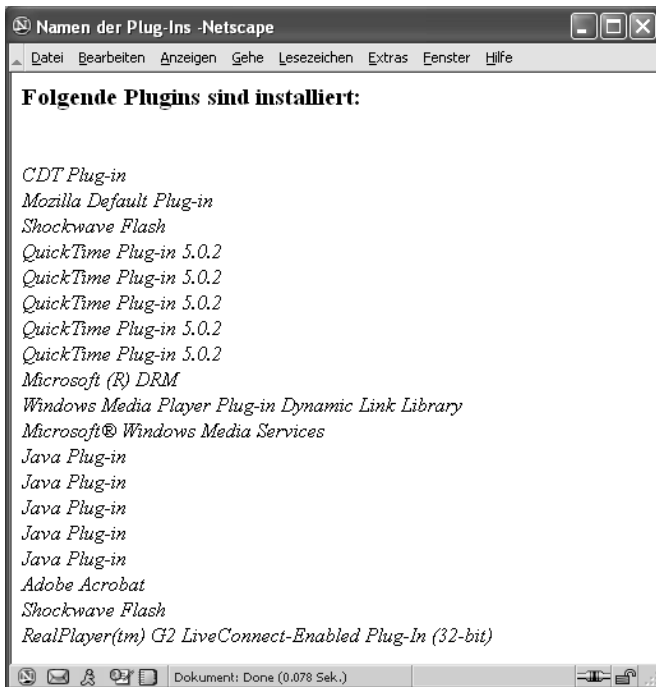 Namen der Plug-Ins -Netscape
Datei Bearbeiten Anzeigen Gehe Lesezeichen Extras Fenster Hilfe
Folgende Plugins sind installiert:
CDT Plug-in
Mozilla Default Plug-in
Shockwave Flash
QuickTime Plug-in 5.0.2
QuickTime Plug-in 5.0.2
QuickTime Plug-in 5.0.2
QuickTime Plug-in 5.0.2
QuickTime Plug-in 5.0.2
Microsoft (R) DRM
Windows Media Player Plug-in Dynamic Link Library
Microsoft® Windows Media Services
Java Plug-in
Java Plug-in
Java Plug-in
Java Plug-in
Java Plug-in
Adobe Acrobat
Shockwave Flash
RealPlayer(tm) G2 LiveConnect-Enabled Plug-In (32-bit)
Dokument: Done (0.078 Sek.)